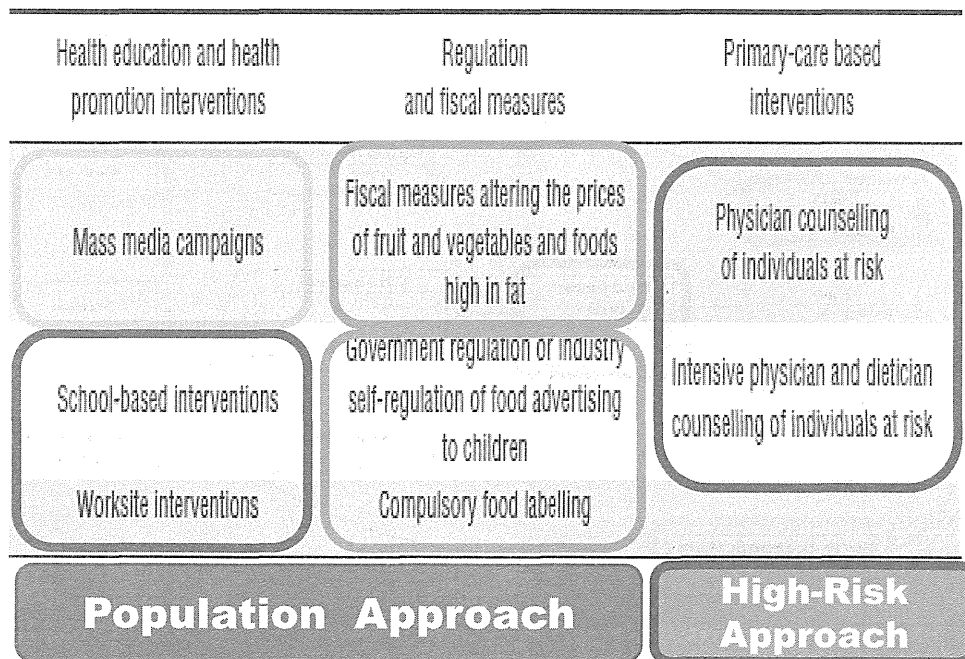 Health education and health
promotion interventions
Regulation
and fiscal measures
Primary-care based
interventions
Mass media campaigns
Fiscal measures altering the prices
of fruit and vegetables and foods
high in fat
Physician counselling
of individuals at risk
School-based interventions
Government regulation or industry
self-regulation of food advertising
to children
Intensive physician and dietician
counselling of individuals at risk
Worksite interventions
Compulsory food labelling
Population Approach
High-Risk
Approach